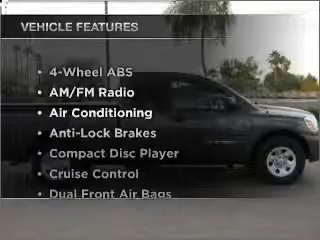 VEHICLE FEATURES
• 4-Wheel ABS
• AM/FM Radio
• Air Conditioning
• Anti-Lock Brakes
• Compact Disc Player
• Cruise Control
• Dual Front Air Bags